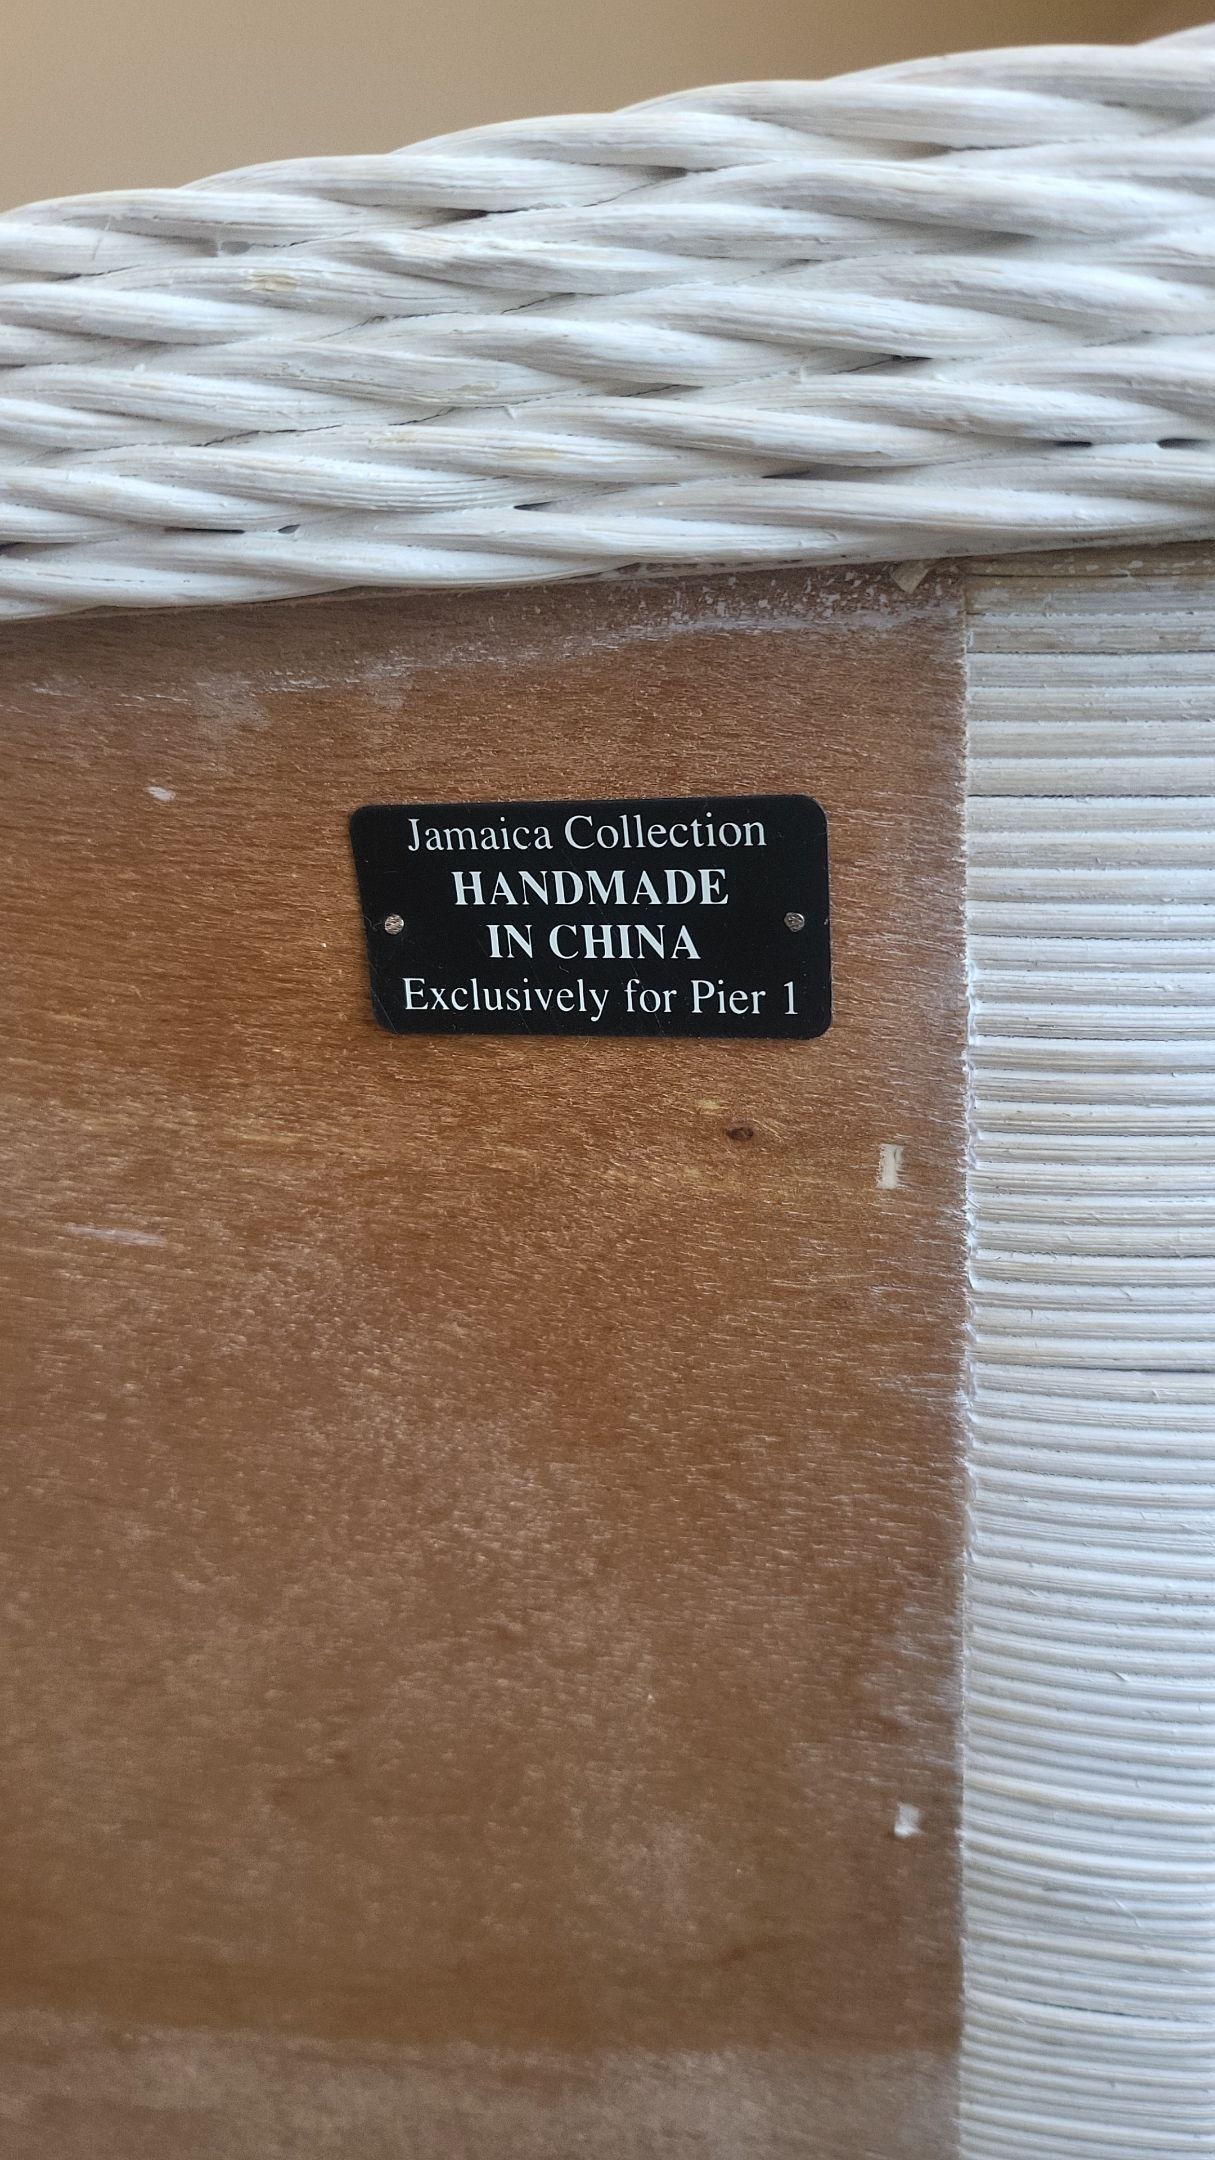 Jamaica Collection
HANDMADE
IN CHINA
Exclusively for Pier 1